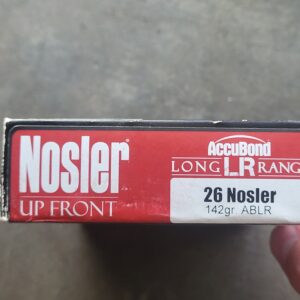 Nosler®
UP FRONT
AccuBond
LONG LR RANG
26 Nosler
142gr. ABLR